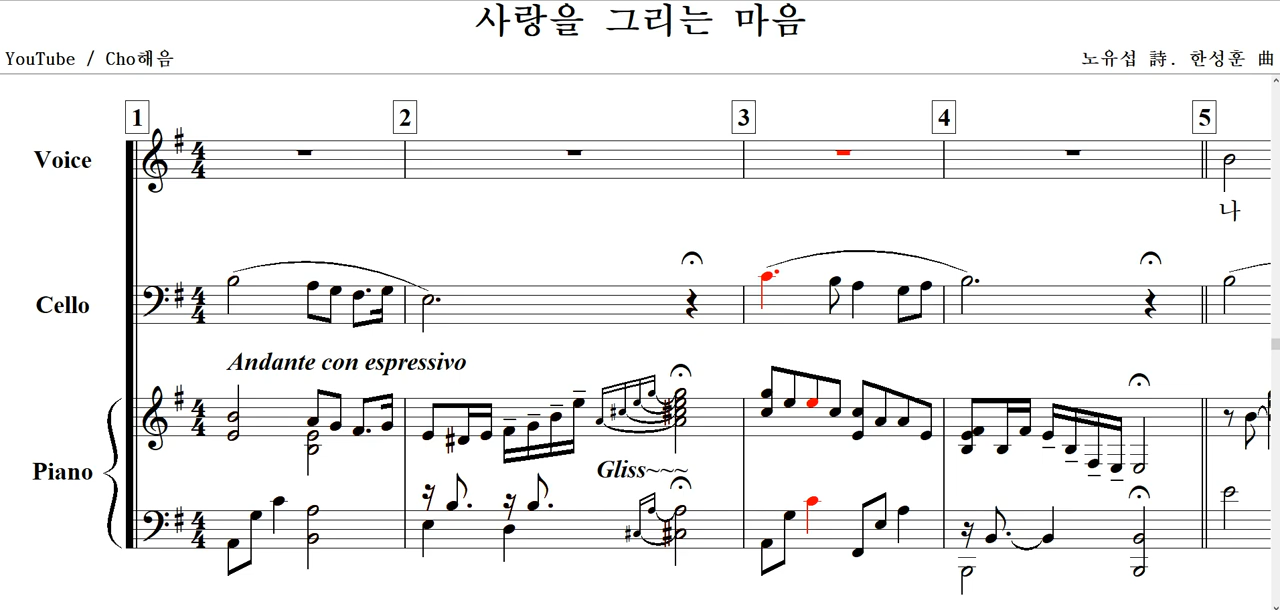 사랑을 그리는 마음
YouTube / Cho혜음
노유섭 詩. 한성훈 曲
1 2 3 4 5
Voice
나
Cello
Andante con espressivo
Piano
Gliss~~~